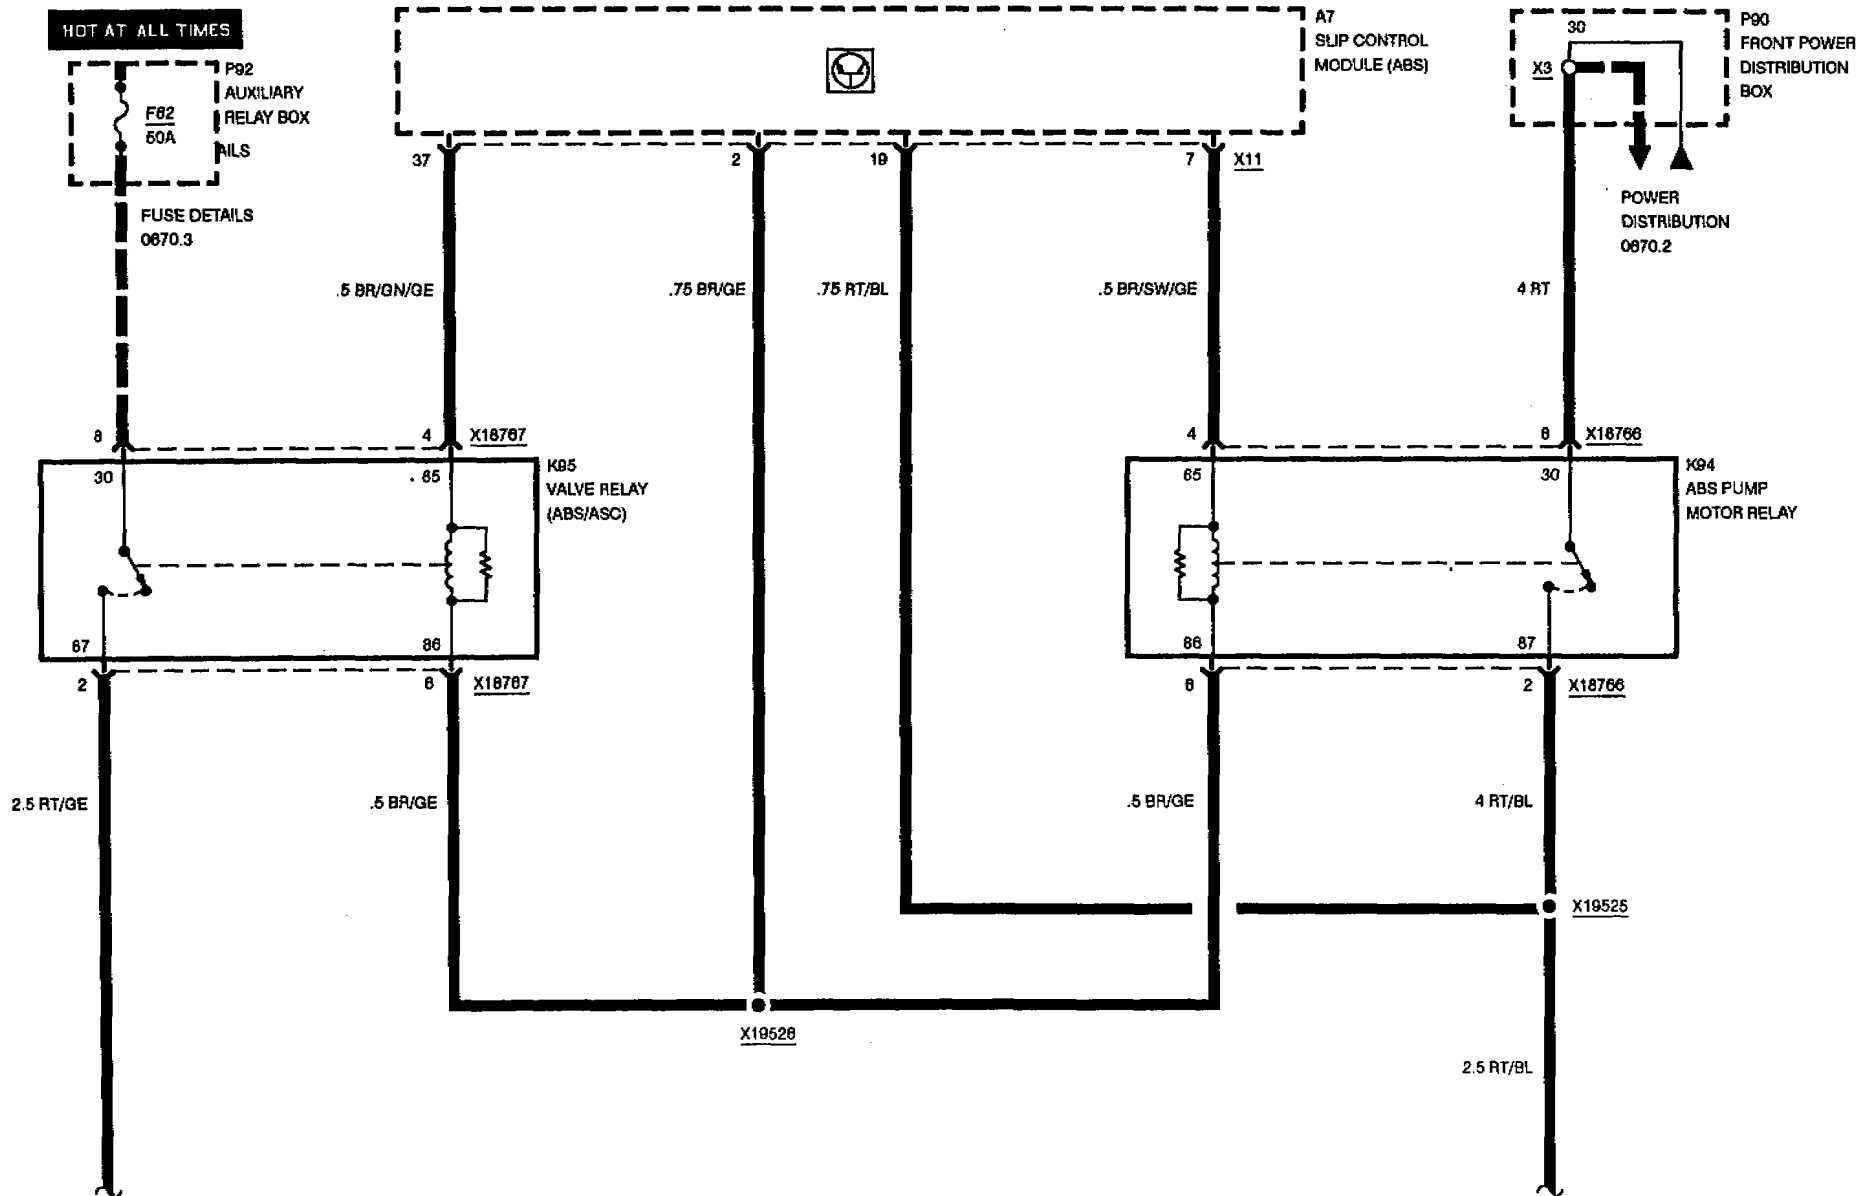 HOT AT ALL TIMES
P92
AUXILIARY
RELAY BOX
F62
50A
AILS
FUSE DETAILS
0670.3
A7
SLIP CONTROL
MODULE (ABS)
30
X3
P90
FRONT POWER
DISTRIBUTION
BOX
POWER
DISTRIBUTION
0670.2
37
2
19
7
X11
.5 BR/GN/GE
.75 BR/GE
.75 RT/BL
.5 BR/SW/GE
4 RT
8
4
X18767
4
8
X18766
30
85
K95
VALVE RELAY
(ABS/ASC)
85
30
K94
ABS PUMP
MOTOR RELAY
87
86
86
87
2
6
X18767
6
2
X18766
2.5 RT/GE
.5 BR/GE
.5 BR/GE
4 RT/BL
X19525
X19526
2.5 RT/BL